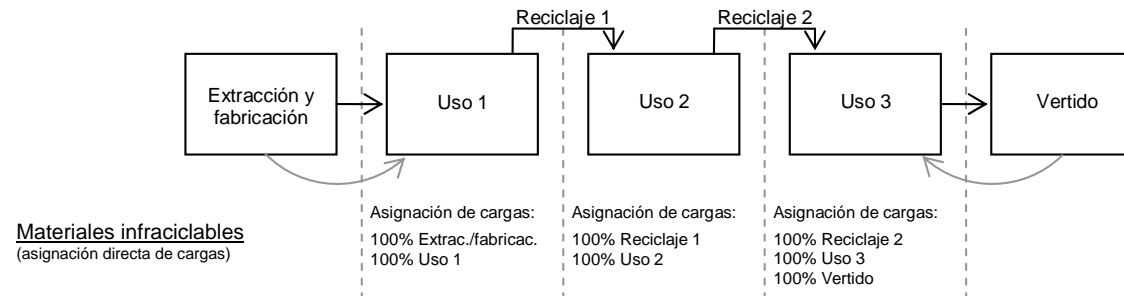 Reciclaje 1
Reciclaje 2
Extracción y
fabricación
Uso 1
Uso 2
Uso 3
Vertido
Materiales infraciclables
(asignación directa de cargas)
Asignación de cargas:
100% Extrac./fabricac.
100% Uso 1
Asignación de cargas:
100% Reciclaje 1
100% Uso 2
Asignación de cargas:
100% Reciclaje 2
100% Uso 3
100% Vertido